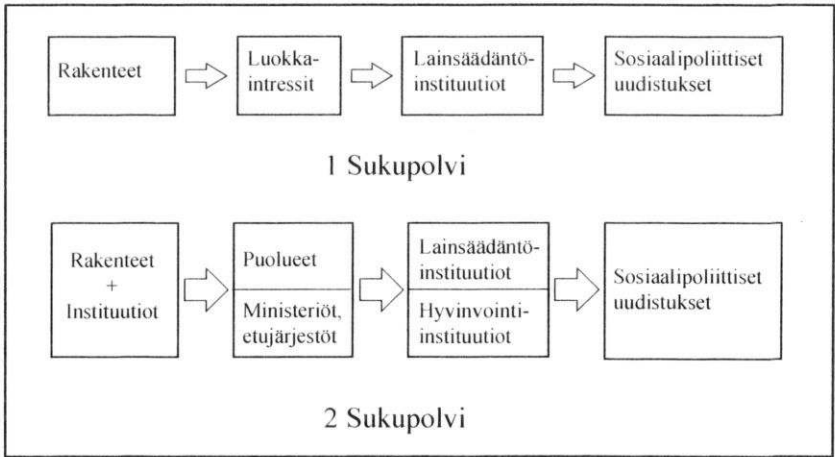 Rakenteet
Luokka-
intressit
Lainsäädäntö-
instituutiot
Sosiaalipoliittiset
uudistukset
1 Sukupolvi
Rakenteet
+
Instituutiot
Puolueet
Ministeriöt,
etujärjestöt
Lainsäädäntö-
instituutiot
Hyvinvointi-
instituutiot
Sosiaalipoliittiset
uudistukset
2 Sukupolvi